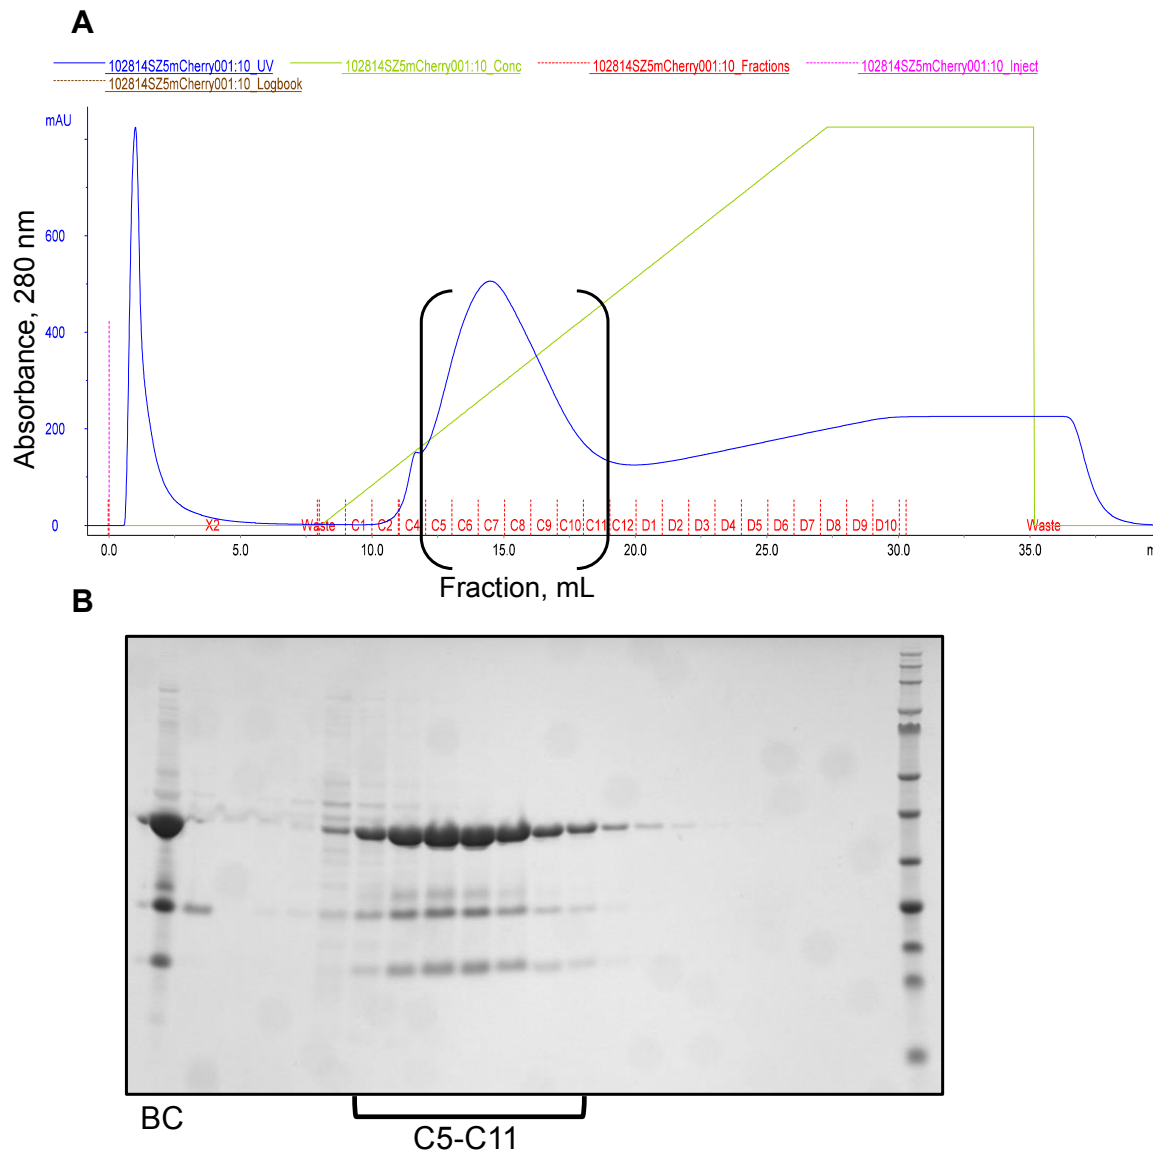 A
102814SZ5mCherry001:10_UV 102814SZ5mCherry001:10_Conc 102814SZ5mCherry001:10_Fractions 102814SZ5mCherry001:10_Inject
102814SZ5mCherry001:10_Logbook
mAU
600
400
200
0
Absorbance, 280 nm
X2 Waste C1 C2 C4 C5 C6 C7 C8 C9 C10 C11 C12 D1 D2 D3 D4 D5 D6 D7 D8 D9 D10 Waste
0.0 5.0 10.0 15.0 20.0 25.0 30.0 35.0
Fraction, mL
B
BC
C5-C11